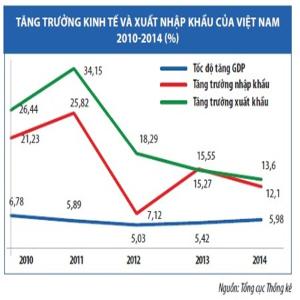 TĂNG TRƯỞNG KINH TẾ VÀ XUẤT NHẬP KHẨU CỦA VIỆT NAM
2010-2014 (%)
Tốc độ tăng GDP
Tăng trưởng nhập khẩu
Tăng trưởng xuất khẩu
34,15
26,44
25,82
21,23
18,29
15,55
15,27
13,6
12,1
7,12
6,78
5,89
5,03
5,42
5,98
2010 2011 2012 2013 2014
Nguồn: Tổng cục Thống kê